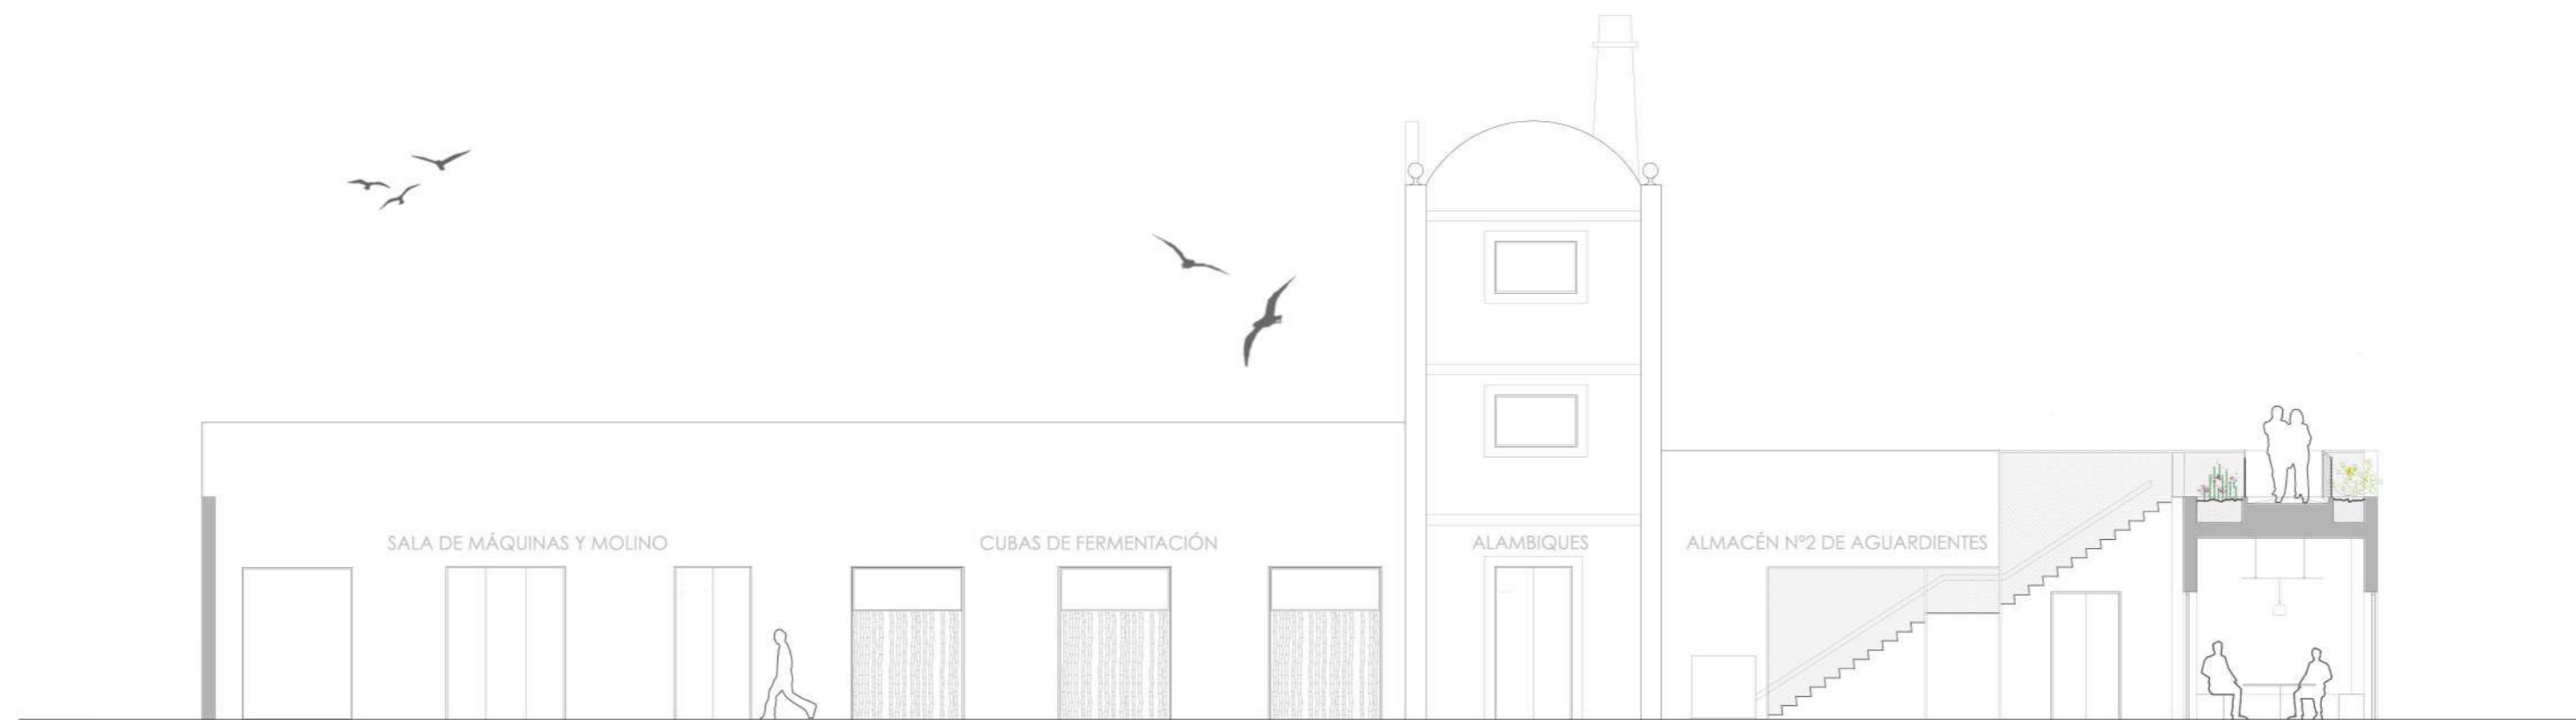 SALA DE MÁQUINAS Y MOLINO
CUBAS DE FERMENTACIÓN
ALAMBIQUES
ALMACÉN Nº2 DE AGUARDIENTES